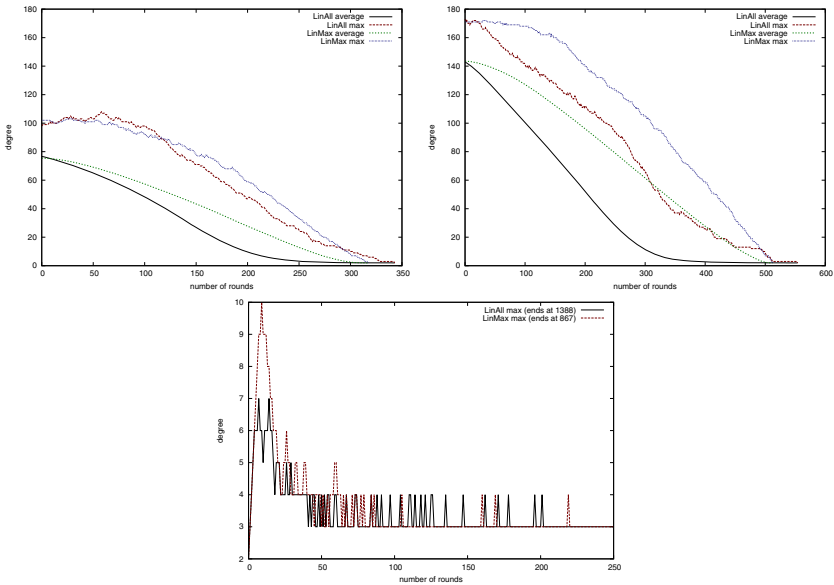 LinAll average
LinAll max
LinMax average
LinMax max
180
160
140
120
100
80
60
40
20
0
degree
0 50 100 150 200 250 300 350
number of rounds
LinAll average
LinAll max
LinMax average
LinMax max
180
160
140
120
100
80
60
40
20
0
degree
0 100 200 300 400 500 600
number of rounds
LinAll max (ends at 1388)
LinMax max (ends at 867)
10
9
8
7
6
5
4
3
2
degree
0 50 100 150 200 250
number of rounds